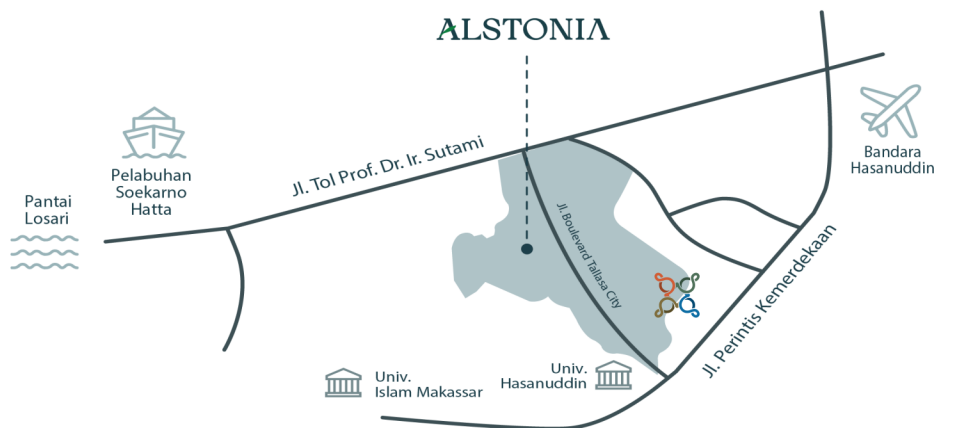 ALSTONIA
Pelabuhan
Soekarno
Hatta
Jl. Tol Prof. Dr. Ir. Sutami
Bandara
Hasanuddin
Pantai
Losari
Jl. Boulevard Tallasa City
Jl. Perintis Kemerdekaan
Univ.
Islam Makassar
Univ.
Hasanuddin